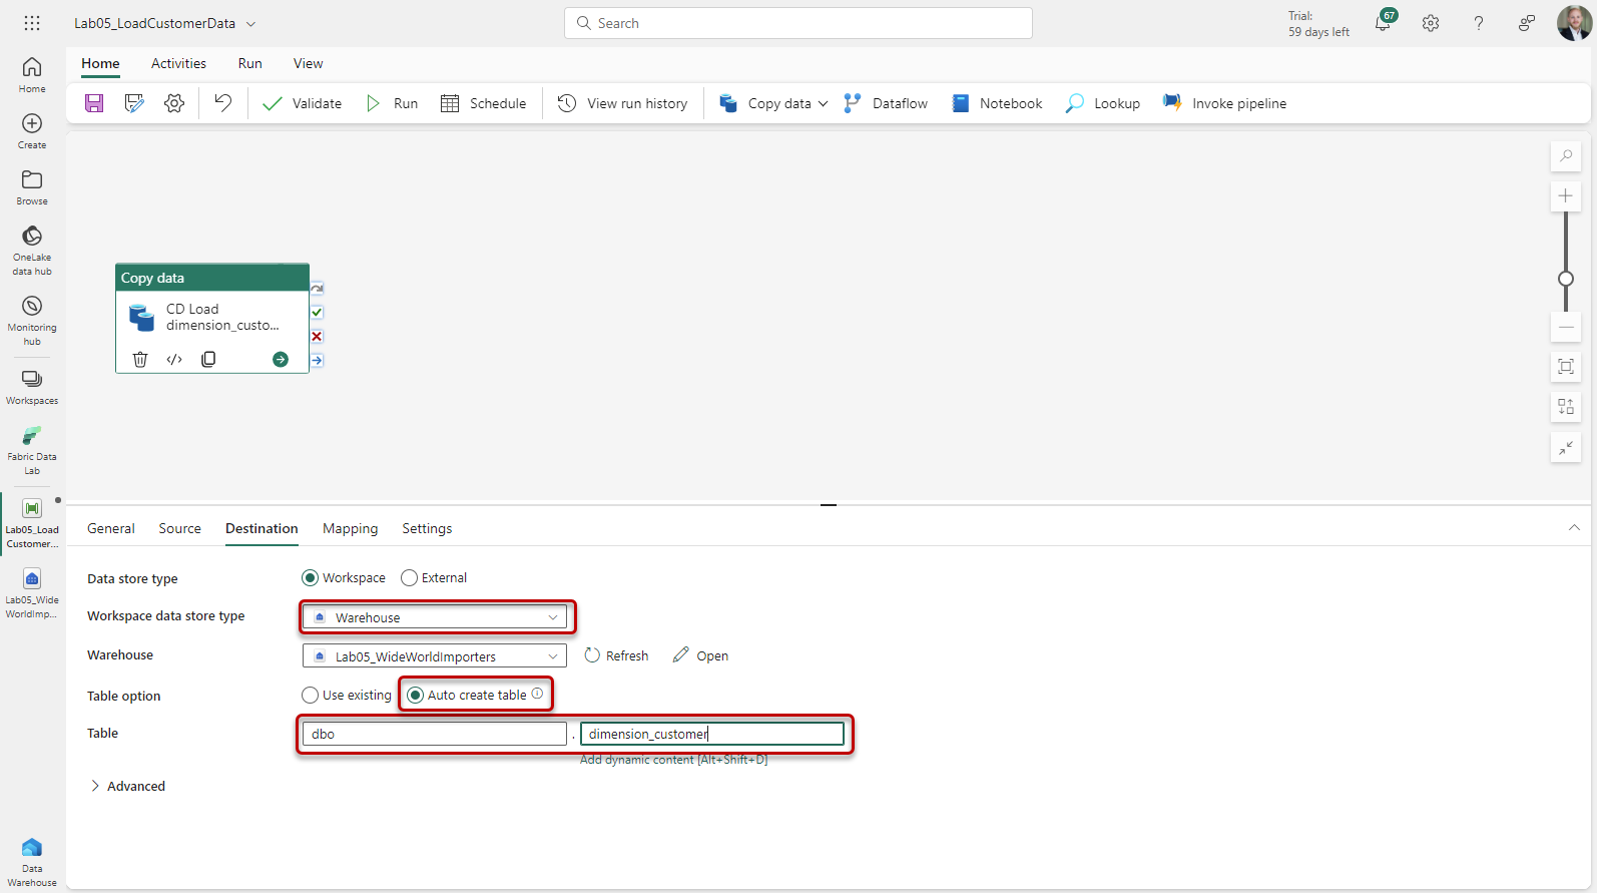 Lab05_LoadCustomerData
Search
Trial:
59 days left
67
Home
Activities
Run
View
Validate
Run
Schedule
View run history
Copy data
Dataflow
Notebook
Lookup
Invoke pipeline
Home
Create
Browse
OneLake
data hub
Monitoring
hub
Workspaces
Fabric Data
Lab
Lab05_Load
Customer...
Lab05_Wide
WorldImp...
Data
Warehouse
Copy data
CD Load
dimension_custo...
General
Source
Destination
Mapping
Settings
Data store type
Workspace
External
Workspace data store type
Warehouse
Warehouse
Lab05_WideWorldImporters
Refresh
Open
Table option
Use existing
Auto create table
Table
dbo
.
dimension_customer
Add dynamic content [Alt+Shift+D]
Advanced